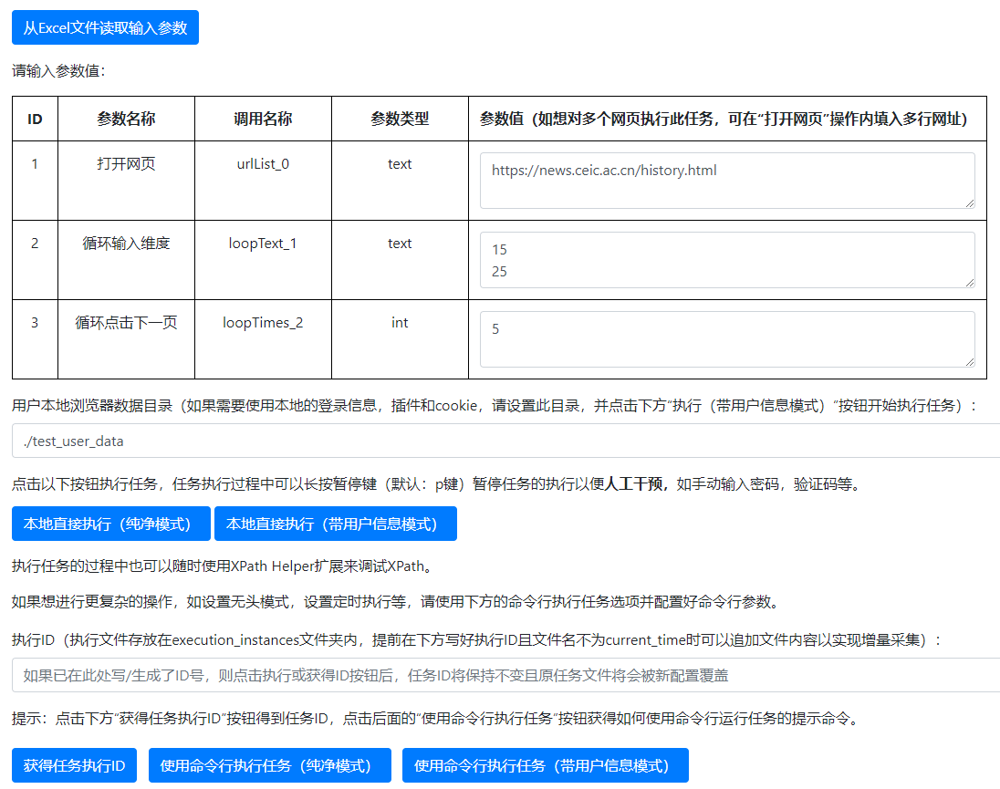 从Excel文件读取输入参数
请输入参数值：
ID 参数名称 调用名称 参数类型 参数值（如想对多个网页执行此任务，可在“打开网页”操作内填入多行网址）
1 打开网页 urlList_0 text https://news.ceic.ac.cn/history.html
2 循环输入维度 loopText_1 text 15
25
3 循环点击下一页 loopTimes_2 int 5
用户本地浏览器数据目录（如果需要使用本地的登录信息，插件和cookie，请设置此目录，并点击下方“执行（带用户信息模式）”按钮开始执行任务）：
./test_user_data
点击以下按钮执行任务，任务执行过程中可以长按暂停键（默认：p键）暂停任务的执行以便人工干预，如手动输入密码，验证码等。
本地直接执行（纯净模式） 本地直接执行（带用户信息模式）
执行任务的过程中也可以随时使用XPath Helper扩展来调试XPath。
如果想进行更复杂的操作，如设置无头模式，设置定时执行等，请使用下方的命令行执行任务选项并配置好命令行参数。
执行ID（执行文件存放在execution_instances文件夹内，提前在下方写好执行ID且文件名不为current_time时可以追加文件内容以实现增量采集）：
如果已在此处写/生成了ID号，则点击执行或获得ID按钮后，任务ID将保持不变且原任务文件将会被新配置覆盖
提示：点击下方“获得任务执行ID”按钮得到任务ID，点击后面的“使用命令行执行任务”按钮获得如何使用命令行运行任务的提示命令。
获得任务执行ID 使用命令行执行任务（纯净模式） 使用命令行执行任务（带用户信息模式）